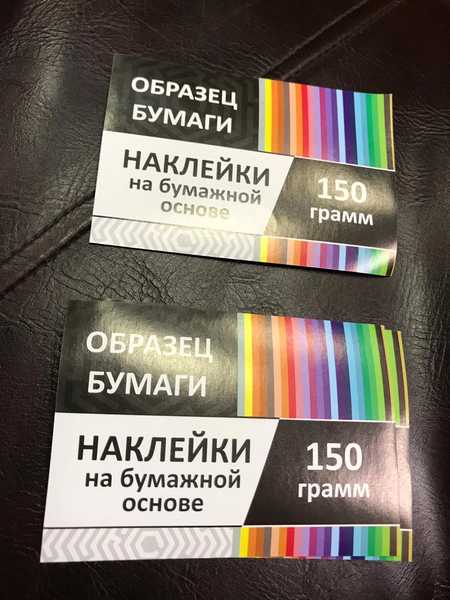 ОБРАЗЕЦ
БУМАГИ
НАКЛЕЙКИ
на бумажной
основе
150
грамм
ОБРАЗЕЦ
БУМАГИ
НАКЛЕЙКИ
на бумажной
основе
150
грамм